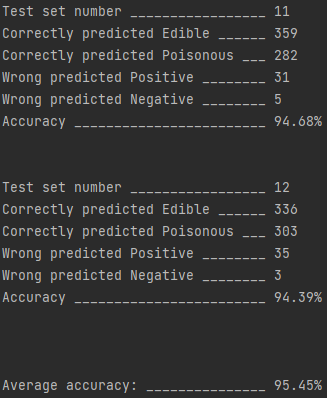 Test set number _________________ 11
Correctly predicted Edible ______ 359
Correctly predicted Poisonous ___ 282
Wrong predicted Positive ________ 31
Wrong predicted Negative ________ 5
Accuracy ________________________ 94.68%
Test set number _________________ 12
Correctly predicted Edible ______ 336
Correctly predicted Poisonous ___ 303
Wrong predicted Positive ________ 35
Wrong predicted Negative ________ 3
Accuracy ________________________ 94.39%
Average accuracy: _______________ 95.45%